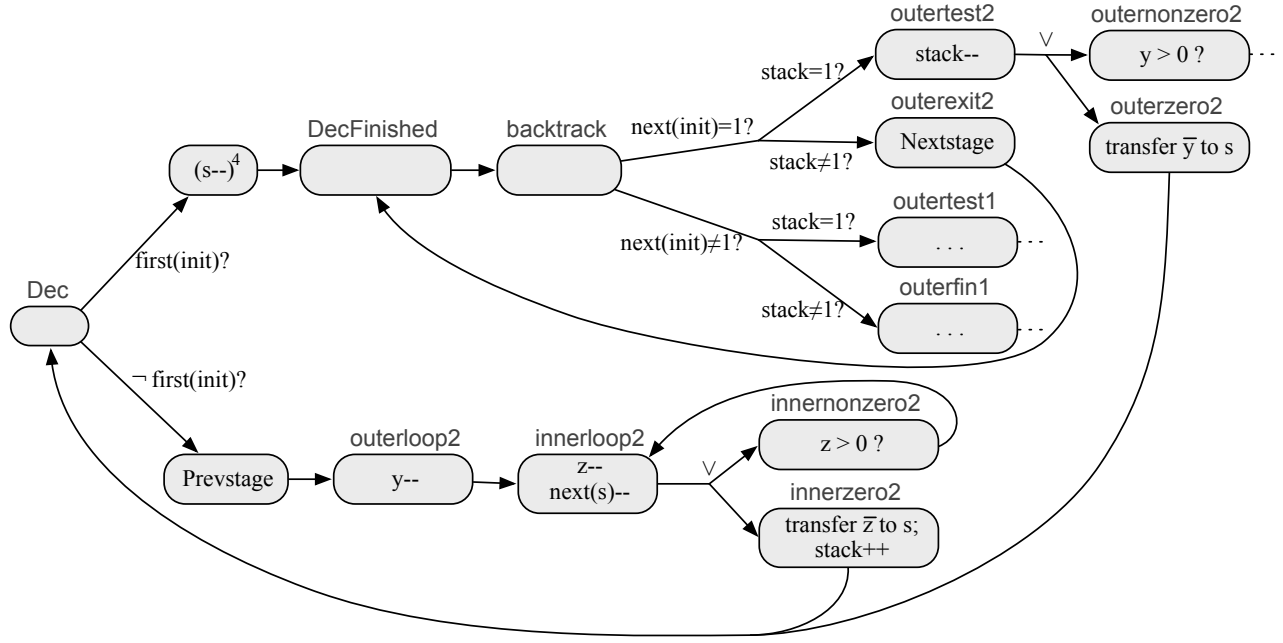 outertest2
outernonzero2
stack--
∨
y > 0 ?
stack=1?
outerexit2
outerzero2
DecFinished
backtrack
next(init)=1?
Nextstage
transfer y̅ to s
(s--)⁴
stack≠1?
outertest1
stack=1?
next(init)≠1?
. . .
first(init)?
outerfin1
Dec
stack≠1?
. . .
¬ first(init)?
innernonzero2
outerloop2
innerloop2
z > 0 ?
Prevstage
y--
z--
next(s)--
∨
innerzero2
transfer z̅ to s;
stack++